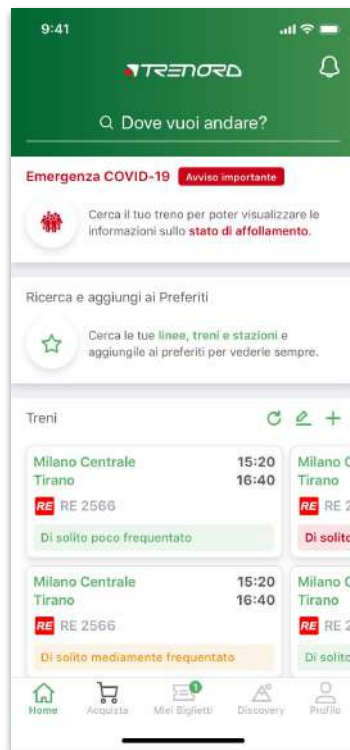 9:41
TRENORD
Dove vuoi andare?
Emergenza COVID-19 Avviso importante
Cerca il tuo treno per poter visualizzare le
informazioni sullo stato di affollamento.
Ricerca e aggiungi ai Preferiti
Cerca le tue linee, treni e stazioni e
aggiungile ai preferiti per vederle sempre.
Treni
Milano Centrale 15:20
Tirano 16:40
RE RE 2566
Di solito poco frequentato
Milano C
Tirano
RE RE 2
Di solito
Milano Centrale 15:20
Tirano 16:40
RE RE 2566
Di solito mediamente frequentato
Milano C
Tirano
RE RE 2
Di solito
9
Home Acquista Miei Biglietti Discovery Profilo